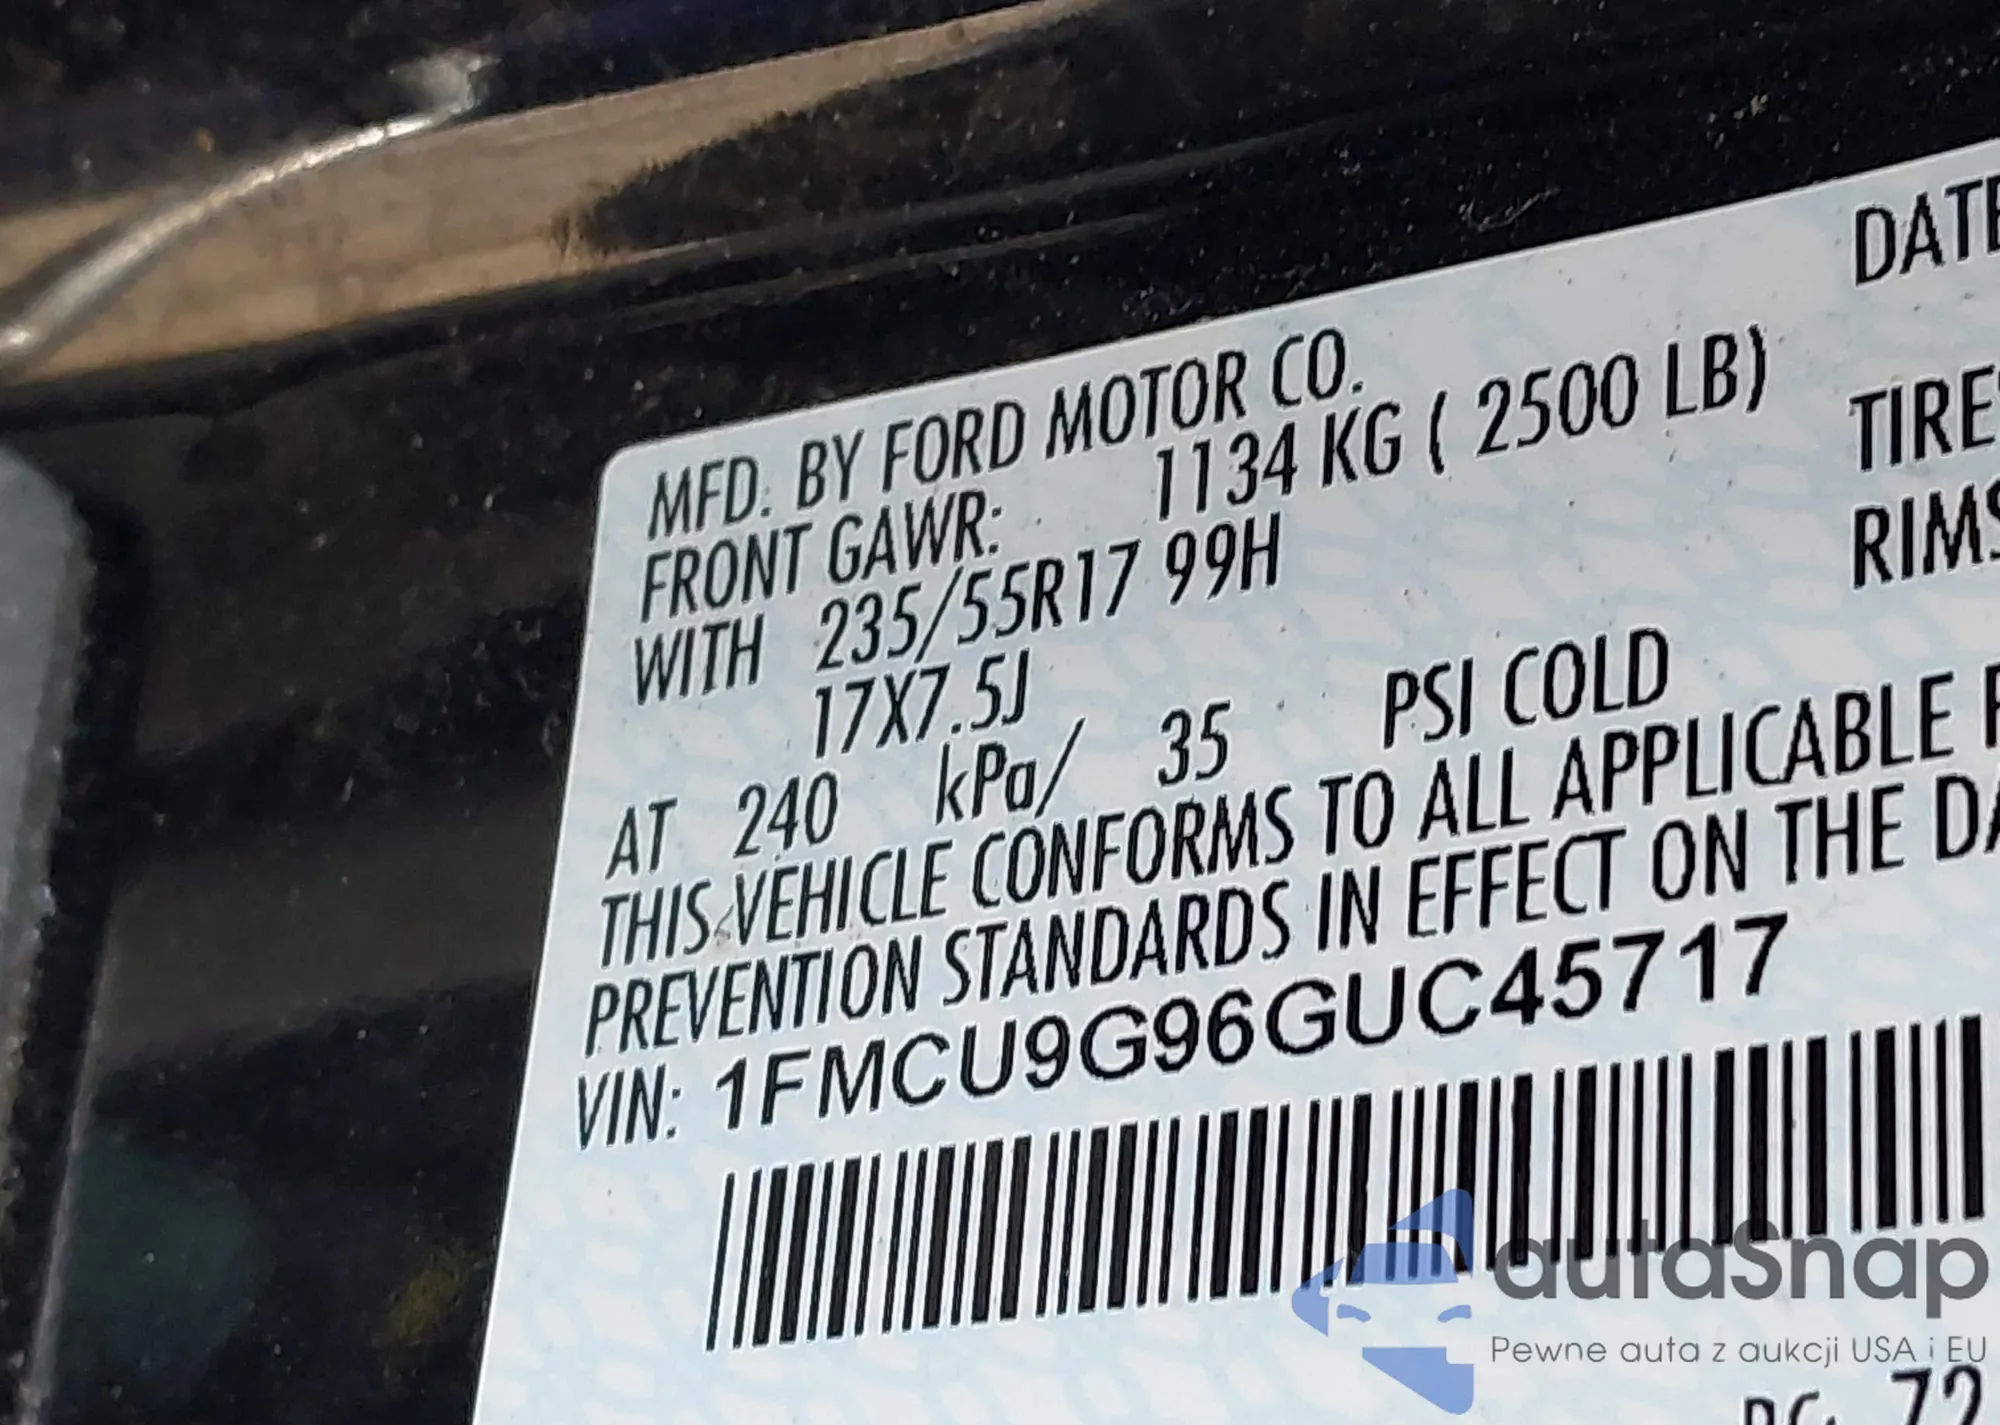 DATE
MFD. BY FORD MOTOR CO.
FRONT GAWR: 1134 KG ( 2500 LB)
WITH 235/55R17 99H
TIRE
17X7.5J
RIMS
AT 240 kPa/ 35 PSI COLD
THIS VEHICLE CONFORMS TO ALL APPLICABLE
PREVENTION STANDARDS IN EFFECT ON THE DA
VIN: 1FMCU9G96GUC45717
autaSnap
Pewne auta z aukcji USA i EU
72